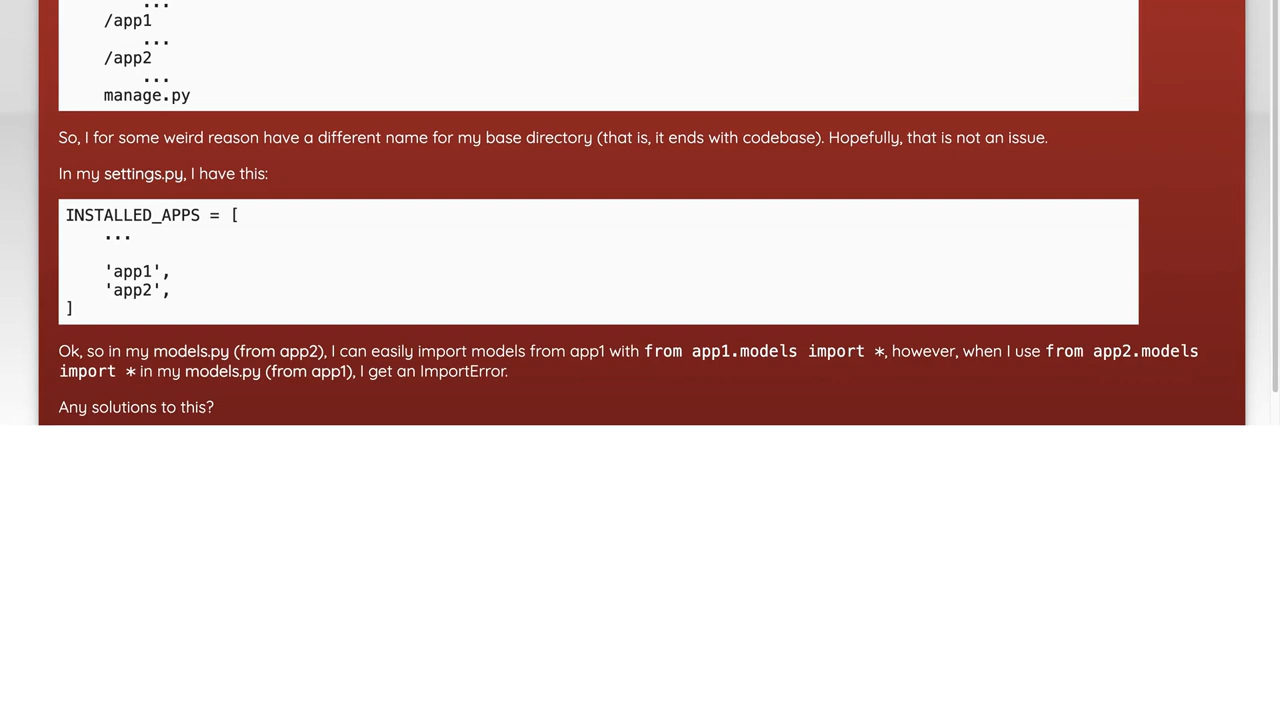 ...
/app1
...
/app2
...
manage.py
So, I for some weird reason have a different name for my base directory (that is, it ends with codebase). Hopefully, that is not an issue.
In my settings.py, I have this:
INSTALLED_APPS = [
...
'app1',
'app2',
]
Ok, so in my models.py (from app2), I can easily import models from app1 with from app1.models import *, however, when I use from app2.models
import * in my models.py (from app1), I get an ImportError.
Any solutions to this?